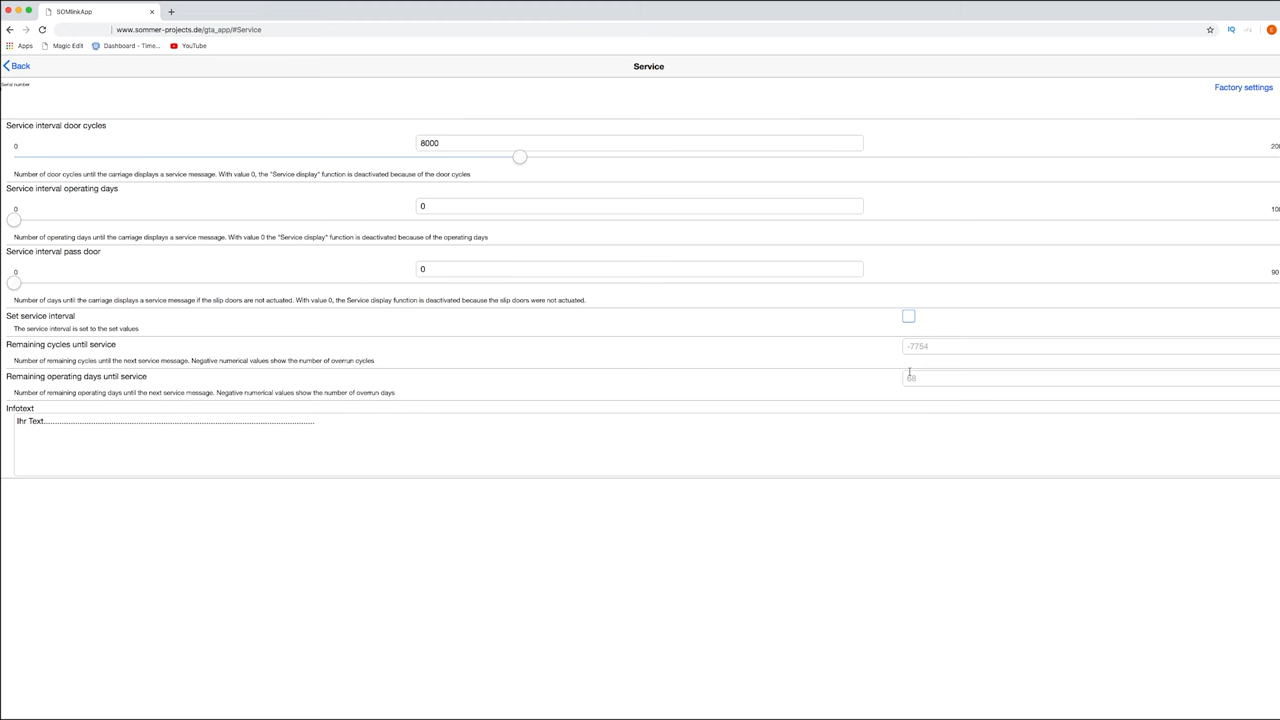 SOMlinkApp
www.sommer-projects.de/gta_app/#Service
Apps Magic Edit Dashboard - Time... YouTube
Back Service
Serial number
Factory settings
Service interval door cycles
0 8000 200
Number of door cycles until the carriage displays a service message. With value 0, the "Service display" function is deactivated because of the door cycles
Service interval operating days
0 0 100
Number of operating days until the carriage displays a service message. With value 0 the "Service display" function is deactivated because of the operating days
Service interval pass door
0 0 90
Number of days until the carriage displays a service message if the slip doors are not actuated. With value 0, the Service display function is deactivated because the slip doors were not actuated.
Set service interval
The service interval is set to the set values
Remaining cycles until service -7754
Number of remaining cycles until the next service message. Negative numerical values show the number of overrun cycles
Remaining operating days until service
Number of remaining operating days until the next service message. Negative numerical values show the number of overrun days
Infotext
Ihr Text....................................................................................................